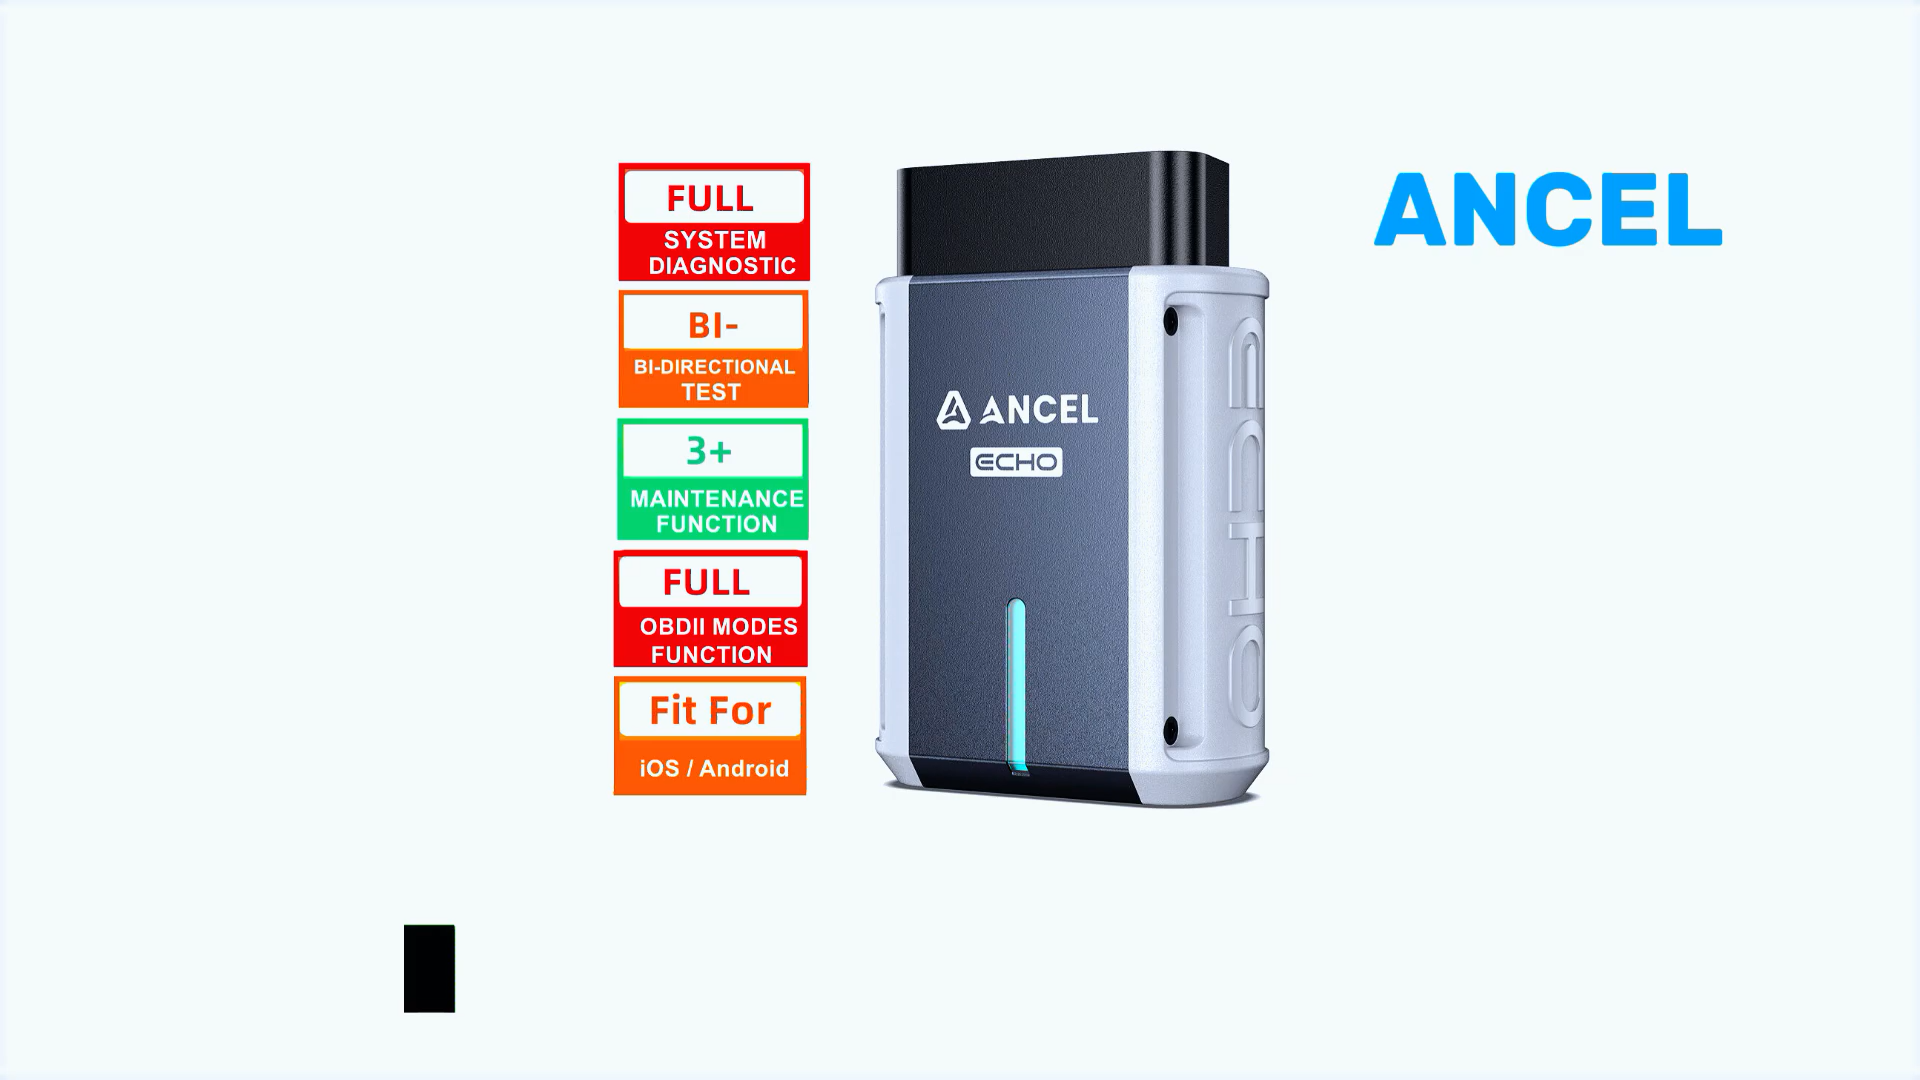 FULL
SYSTEM
DIAGNOSTIC
BI-
BI-DIRECTIONAL
TEST
3+
MAINTENANCE
FUNCTION
FULL
OBDII MODES
FUNCTION
Fit For
iOS / Android
ANCEL
ECHO
ECHO
ANCEL